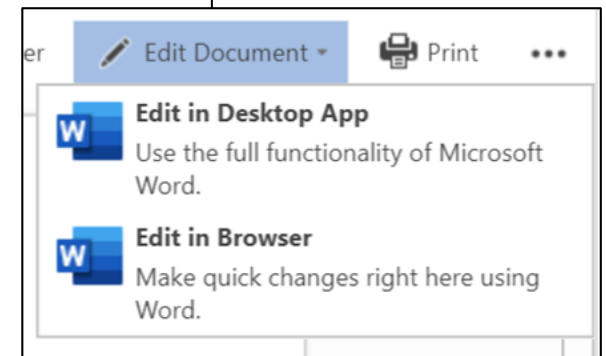 er Edit Document Print •••
Edit in Desktop App
Use the full functionality of Microsoft
Word.
Edit in Browser
Make quick changes right here using
Word.